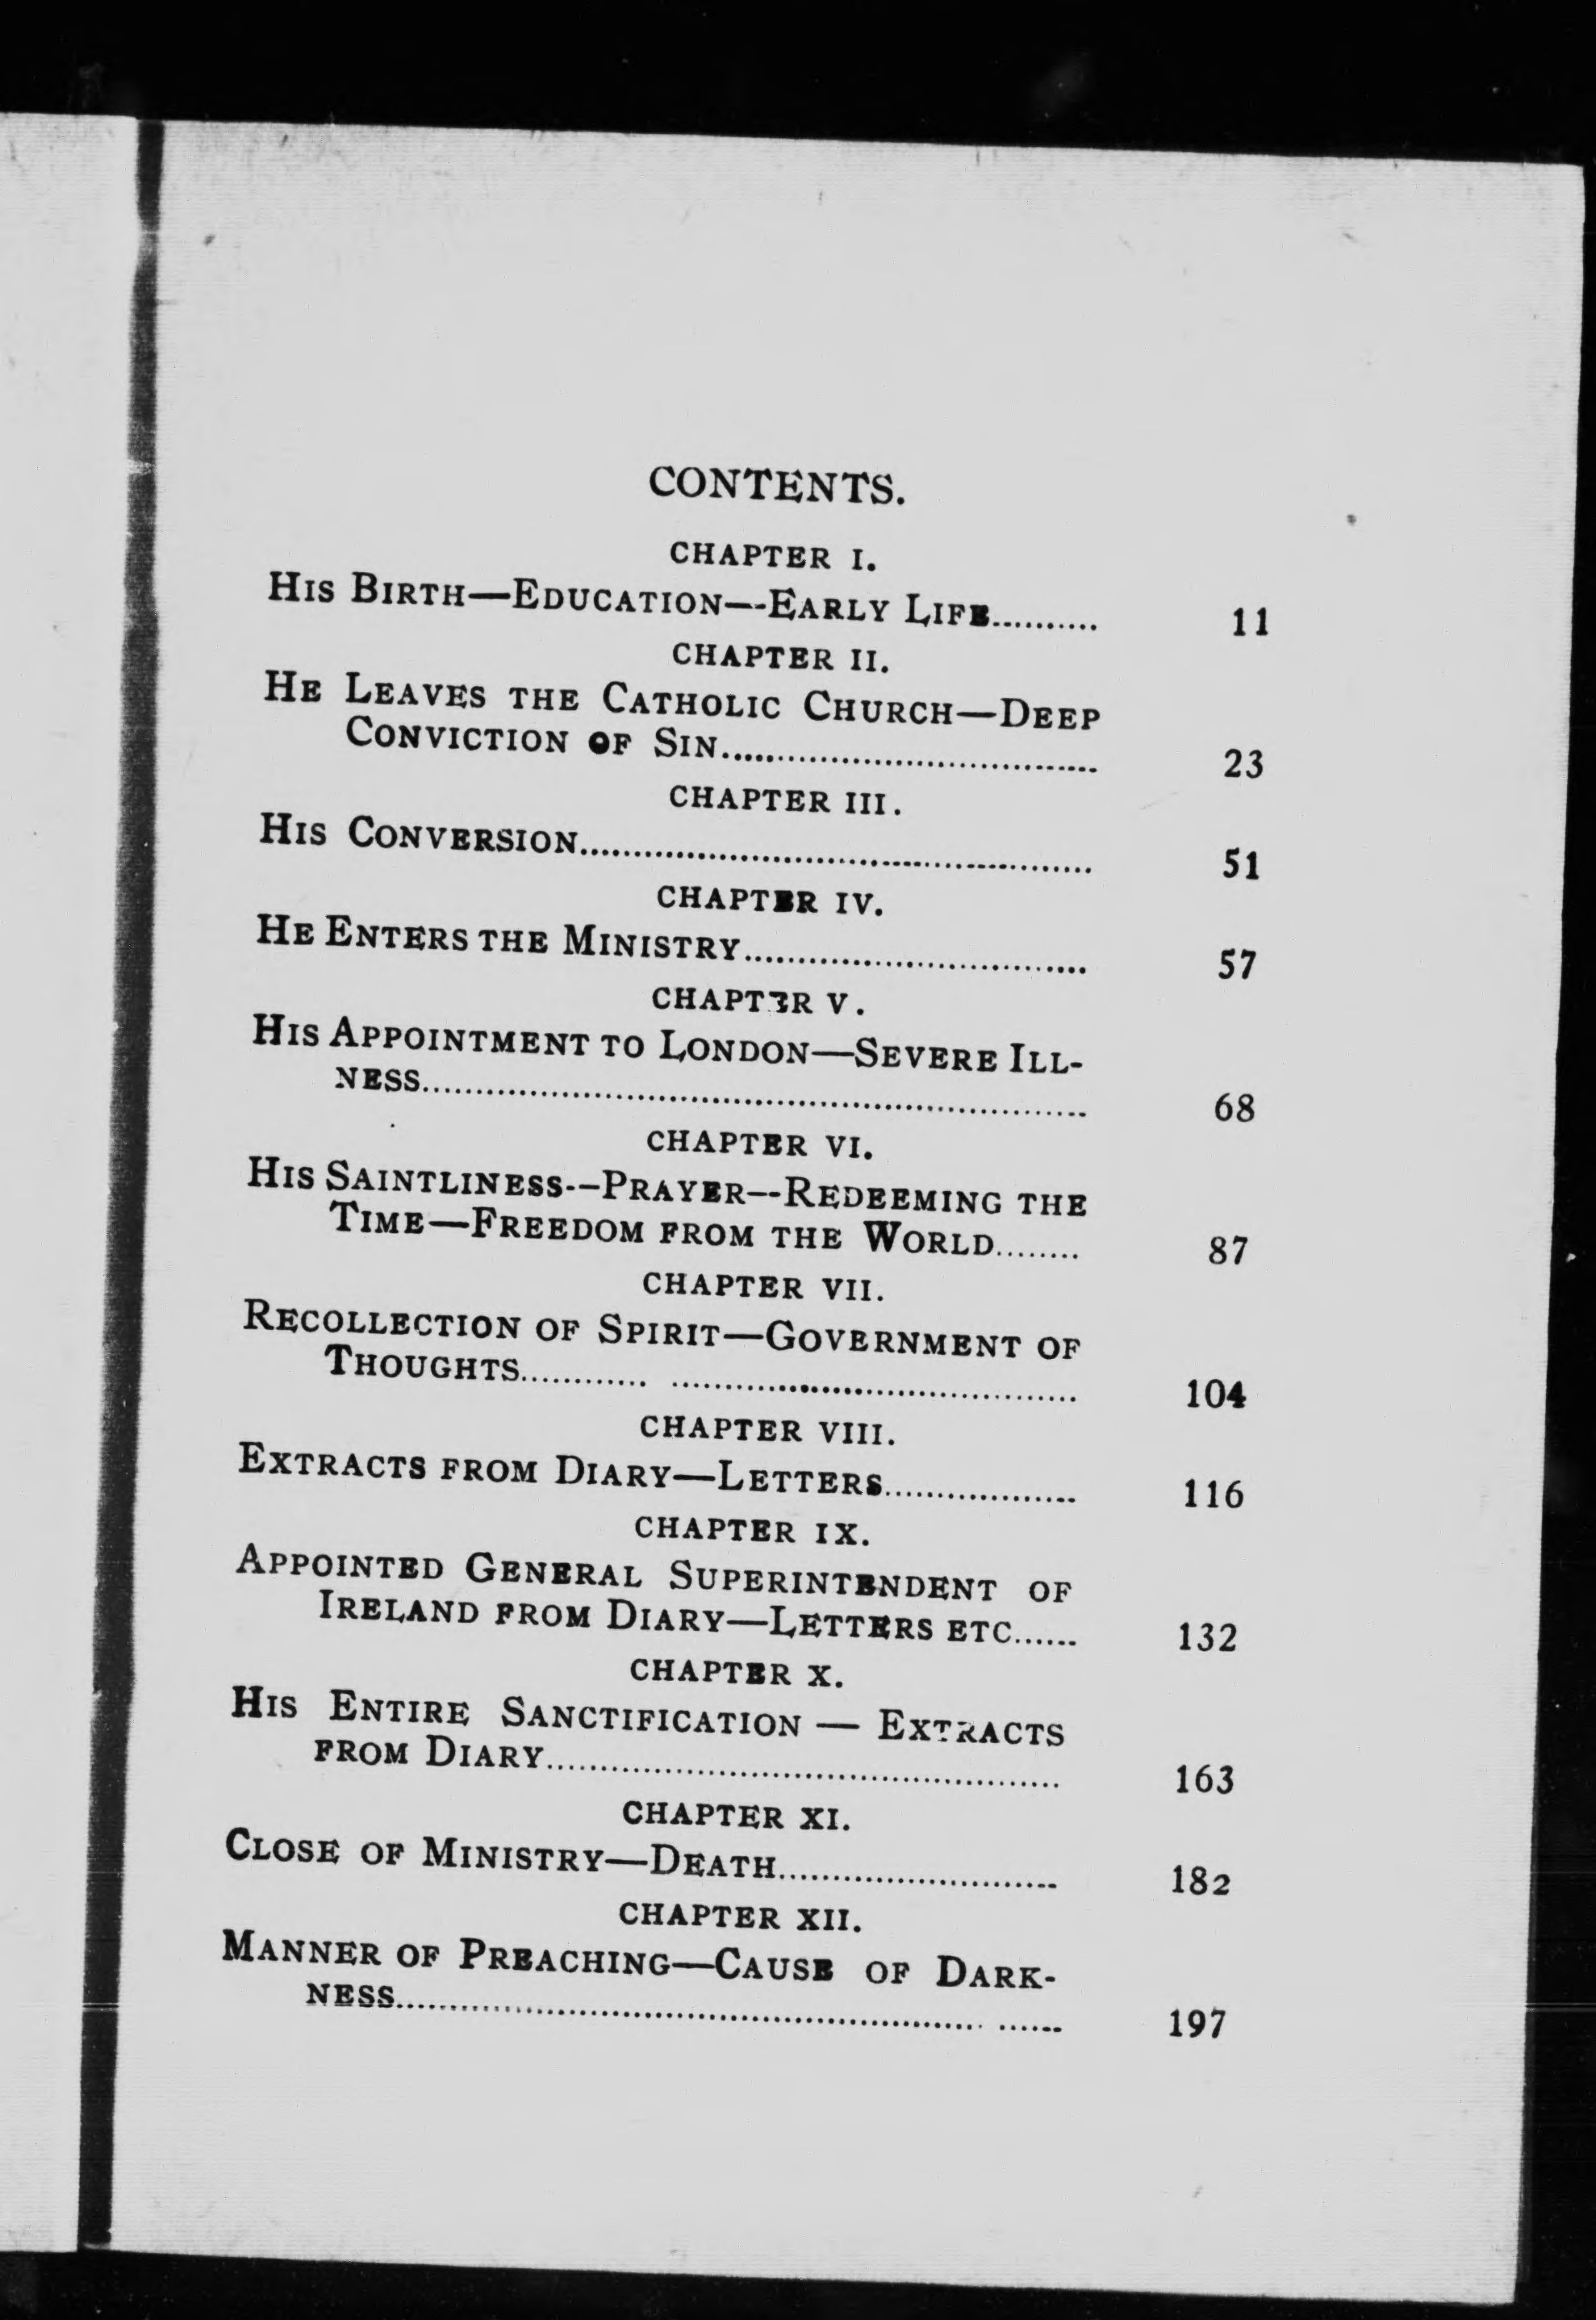 CONTENTS.
CHAPTER I.
HIS BIRTH—EDUCATION—-EARLY LIFE.......... 11
CHAPTER II.
HE LEAVES THE CATHOLIC CHURCH—DEEP
CONVICTION OF SIN.................................... 23
CHAPTER III.
HIS CONVERSION................................................ 51
CHAPTER IV.
HE ENTERS THE MINISTRY................................ 57
CHAPTER V.
HIS APPOINTMENT TO LONDON—SEVERE ILL-
NESS.............................................................. 68
CHAPTER VI.
HIS SAINTLINESS-–PRAYER–-REDEEMING THE
TIME—FREEDOM FROM THE WORLD........ 87
CHAPTER VII.
RECOLLECTION OF SPIRIT—GOVERNMENT OF
THOUGHTS............ ...................................... 104
CHAPTER VIII.
EXTRACTS FROM DIARY—LETTERS.................. 116
CHAPTER IX.
APPOINTED GENERAL SUPERINTENDENT OF
IRELAND FROM DIARY—LETTERS ETC...... 132
CHAPTER X.
HIS ENTIRE SANCTIFICATION — EXTRACTS
FROM DIARY................................................ 163
CHAPTER XI.
CLOSE OF MINISTRY—DEATH.......................... 182
CHAPTER XII.
MANNER OF PREACHING—CAUSE OF DARK-
NESS....................................................... ...... 197